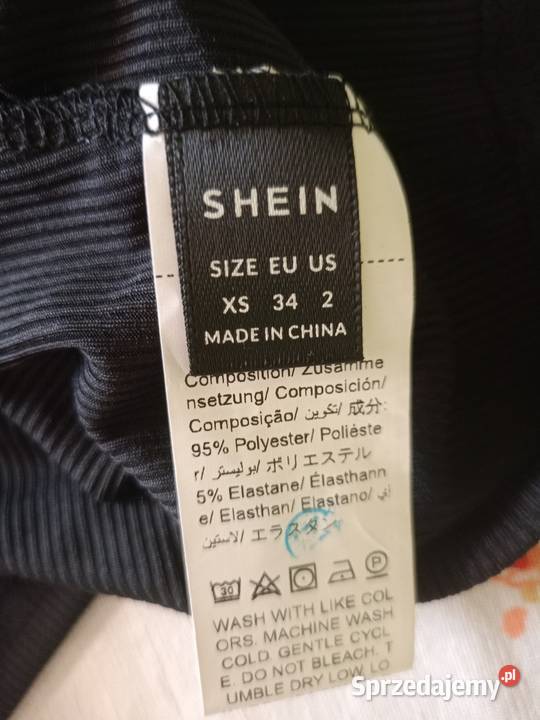 SHEIN
SIZE EU US
XS 34 2
MADE IN CHINA
Composition/ Zusamme
nsetzung/ Composición/
Composição/ تكوين/ 成分:
95% Polyester/ Poliéste
r/ بوليستر/ ポリエステル
5% Elastane/ Élasthann
e/ Elasthan/ Elastano/ إي
لاستين/ エラスタン
30
P
WASH WITH LIKE COL
ORS. MACHINE WASH
COLD. GENTLE CYCL
E. DO NOT BLEACH. T
UMBLE DRY LOW. LO
Sprzedajemy.pl